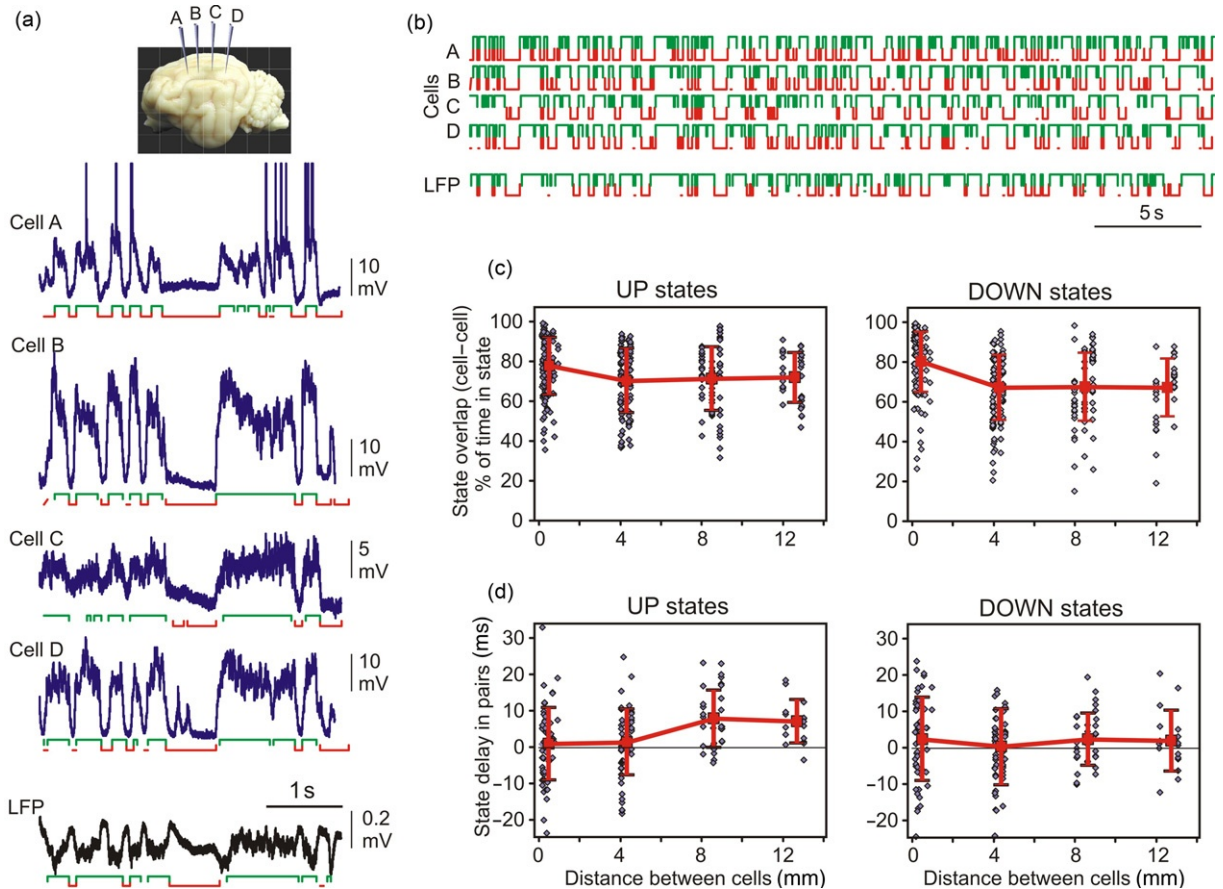 (a)
A B C D
Cell A
10
mV
Cell B
10
mV
Cell C
5
mV
Cell D
10
mV
1 s
LFP
0.2
mV
(b)
Cells
A
B
C
D
LFP
5 s
(c)
UP states
DOWN states
State overlap (cell–cell)
% of time in state
100
80
60
40
20
0
0 4 8 12
100
80
60
40
20
0
0 4 8 12
(d)
UP states
DOWN states
State delay in pairs (ms)
30
20
10
0
–10
–20
0 4 8 12
Distance between cells (mm)
30
20
10
0
–10
–20
0 4 8 12
Distance between cells (mm)